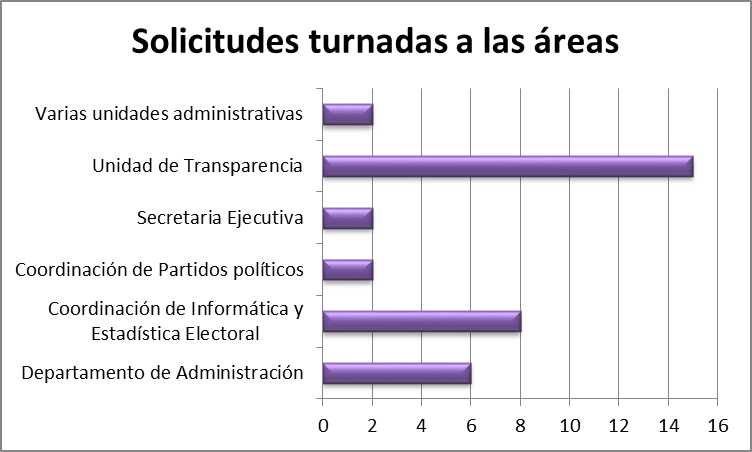 Solicitudes turnadas a las áreas
Varias unidades administrativas
Unidad de Transparencia
Secretaria Ejecutiva
Coordinación de Partidos políticos
Coordinación de Informática y
Estadística Electoral
Departamento de Administración
0 2 4 6 8 10 12 14 16